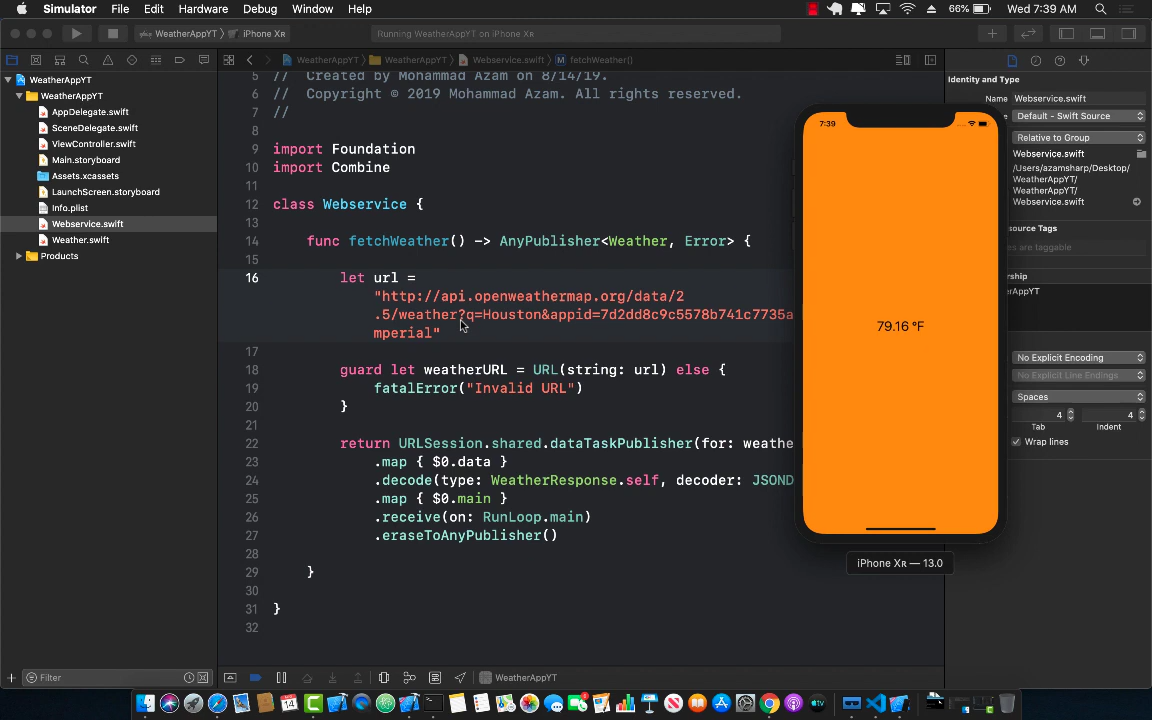 Simulator File Edit Hardware Debug Window Help
66% Wed 7:39 AM
WeatherAppYT iPhone XR
Running WeatherAppYT on iPhone XR
WeatherAppYT WeatherAppYT Webservice.swift fetchWeather()
WeatherAppYT
WeatherAppYT
AppDelegate.swift
SceneDelegate.swift
ViewController.swift
Main.storyboard
Assets.xcassets
LaunchScreen.storyboard
Info.plist
Webservice.swift
Weather.swift
Products
5 // Created by Mohammad Azam on 8/14/19.
6 // Copyright © 2019 Mohammad Azam. All rights reserved.
7 //
8
9 import Foundation
10 import Combine
11
12 class Webservice {
13
14 func fetchWeather() -> AnyPublisher<Weather, Error> {
15
16 let url =
"http://api.openweathermap.org/data/2
.5/weather?q=Houston&appid=7d2dd8c9c5578b741c7735a
mperial"
17
18 guard let weatherURL = URL(string: url) else {
19 fatalError("Invalid URL")
20 }
21
22 return URLSession.shared.dataTaskPublisher(for: weathe
23 .map { $0.data }
24 .decode(type: WeatherResponse.self, decoder: JSOND
25 .map { $0.main }
26 .receive(on: RunLoop.main)
27 .eraseToAnyPublisher()
28
29 }
30
31 }
32
7:39
79.16 °F
iPhone XR — 13.0
Identity and Type
Name Webservice.swift
Default - Swift Source
Relative to Group
Webservice.swift
/Users/azamsharp/Desktop/
WeatherAppYT/
WeatherAppYT/
Webservice.swift
source Tags
es are taggable
rship
erAppYT
No Explicit Encoding
No Explicit Line Endings
Spaces
4 4
Tab Indent
Wrap lines
Filter
WeatherAppYT
14